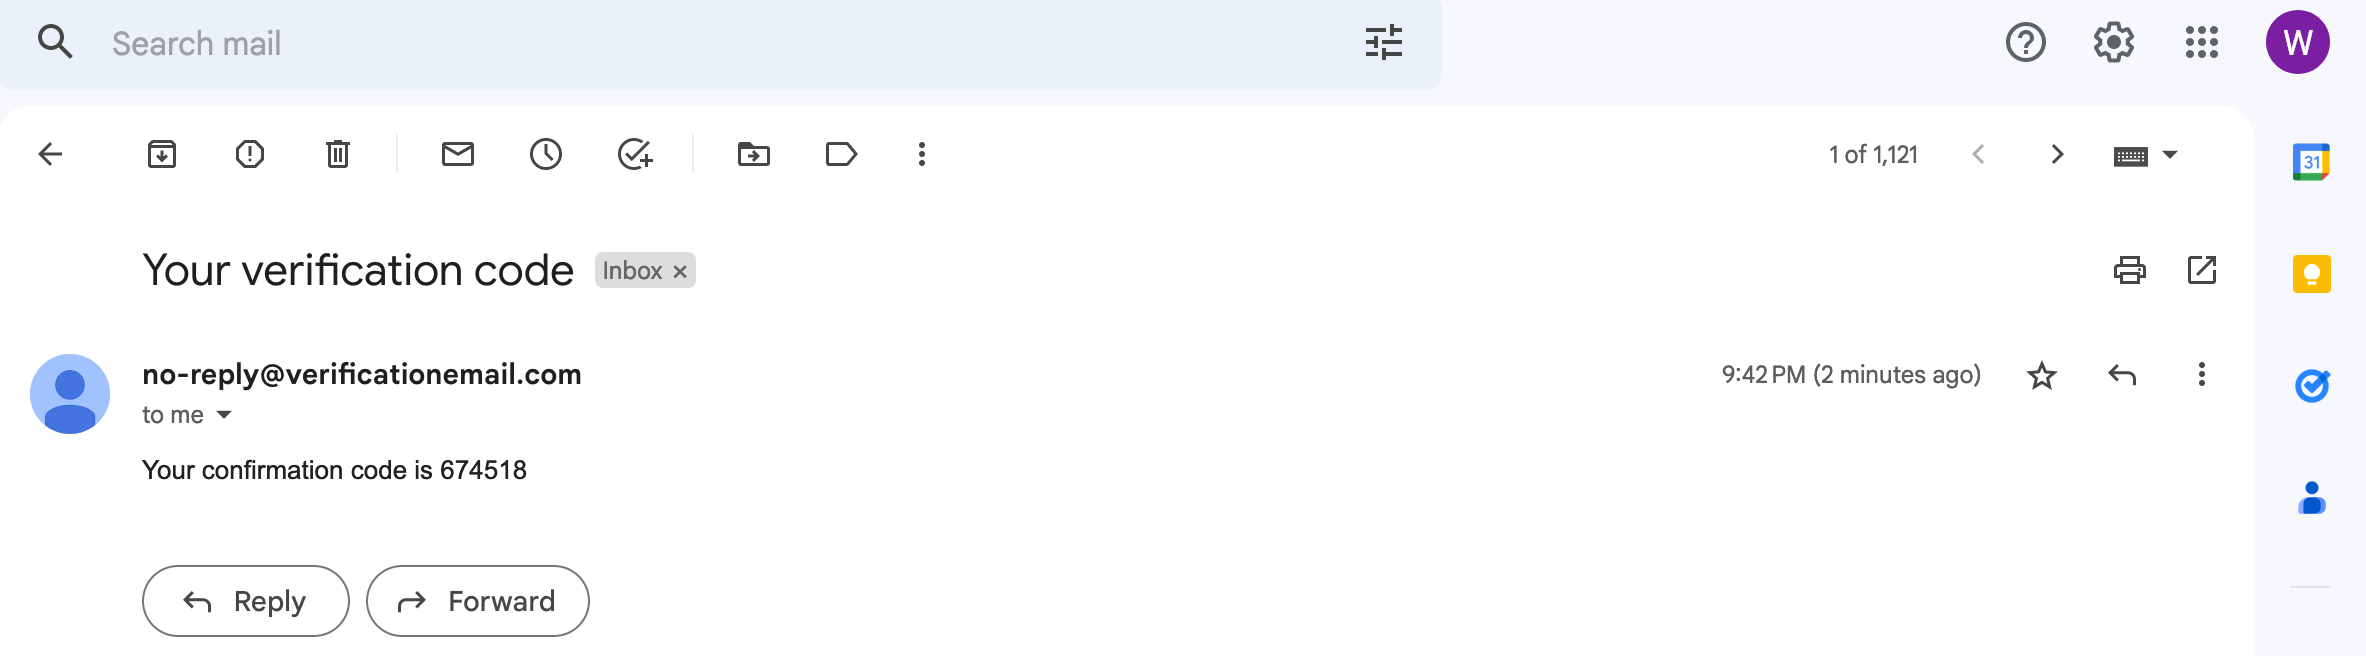 Search mail
W
1 of 1,121
31
Your verification code Inbox ×
no-reply@verificationemail.com
9:42 PM (2 minutes ago)
to me
Your confirmation code is 674518
Reply
Forward